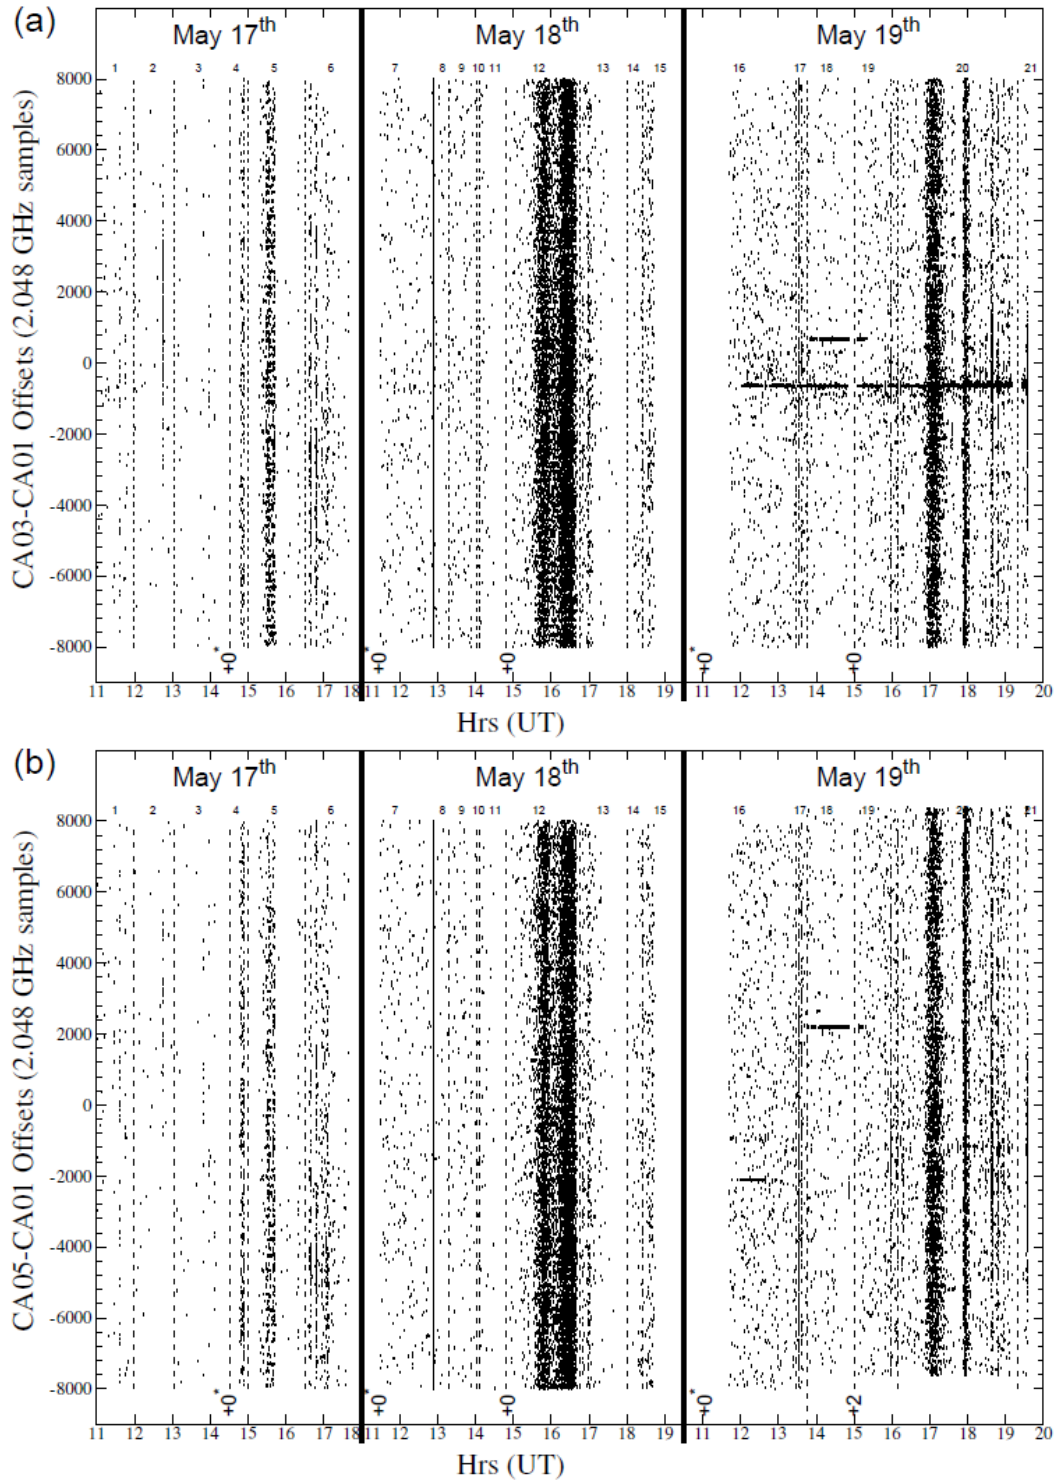 (a)
May 17th May 18th May 19th
1 2 3 4 5 6 7 8 9 10 11 12 13 14 15 16 17 18 19 20 21
CA03-CA01 Offsets (2.048 GHz samples)
8000
6000
4000
2000
0
-2000
-4000
-6000
-8000
+0* +0* +0 +0* +0
11 12 13 14 15 16 17 18 11 12 13 14 15 16 17 18 19 11 12 13 14 15 16 17 18 19 20
Hrs (UT)
(b)
May 17th May 18th May 19th
1 2 3 4 5 6 7 8 9 10 11 12 13 14 15 16 17 18 19 20 21
CA05-CA01 Offsets (2.048 GHz samples)
8000
6000
4000
2000
0
-2000
-4000
-6000
-8000
+0* +0* +0 +0* +2
11 12 13 14 15 16 17 18 11 12 13 14 15 16 17 18 19 11 12 13 14 15 16 17 18 19 20
Hrs (UT)